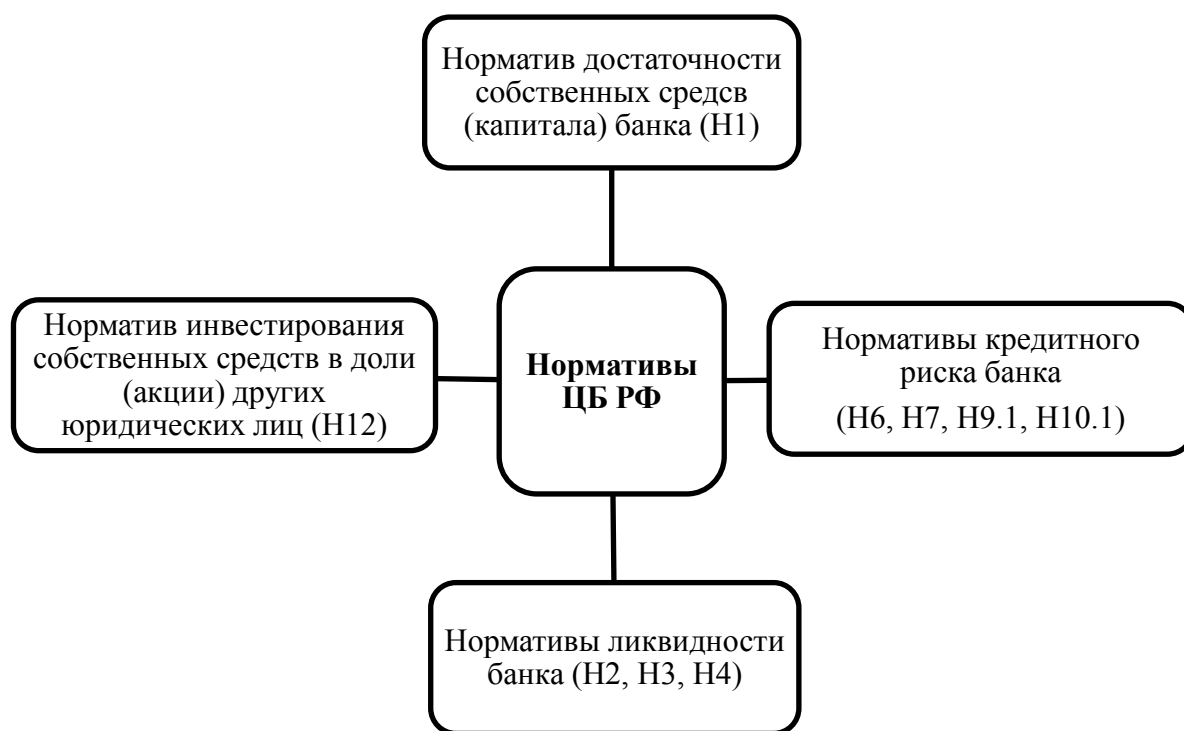 Норматив достаточности
собственных средсв
(капитала) банка (Н1)
Норматив инвестирования
собственных средств в доли
(акции) других
юридических лиц (Н12)
Нормативы
ЦБ РФ
Нормативы кредитного
риска банка
(Н6, Н7, Н9.1, Н10.1)
Нормативы ликвидности
банка (Н2, Н3, Н4)